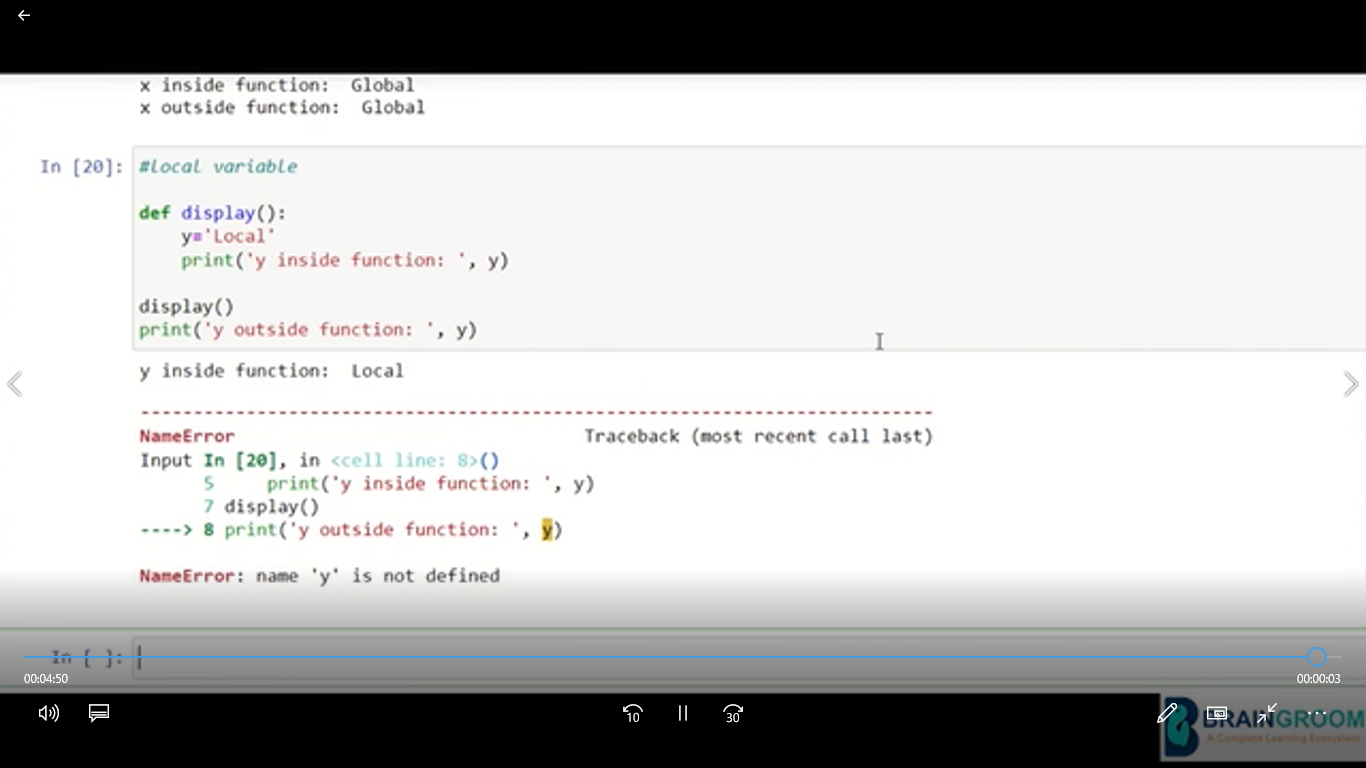 x inside function:  Global
x outside function:  Global
In [20]: #local variable
def display():
    y='Local'
    print('y inside function: ', y)
display()
print('y outside function: ', y)
y inside function:  Local
---------------------------------------------------------------------------
NameError                                 Traceback (most recent call last)
Input In [20], in <cell line: 8>()
      5     print('y inside function: ', y)
      7 display()
----> 8 print('y outside function: ', y)
NameError: name 'y' is not defined
In [ ]:
00:04:50 00:00:03
10 30
BRAINGROOM
A Complete Learning Ecosystem